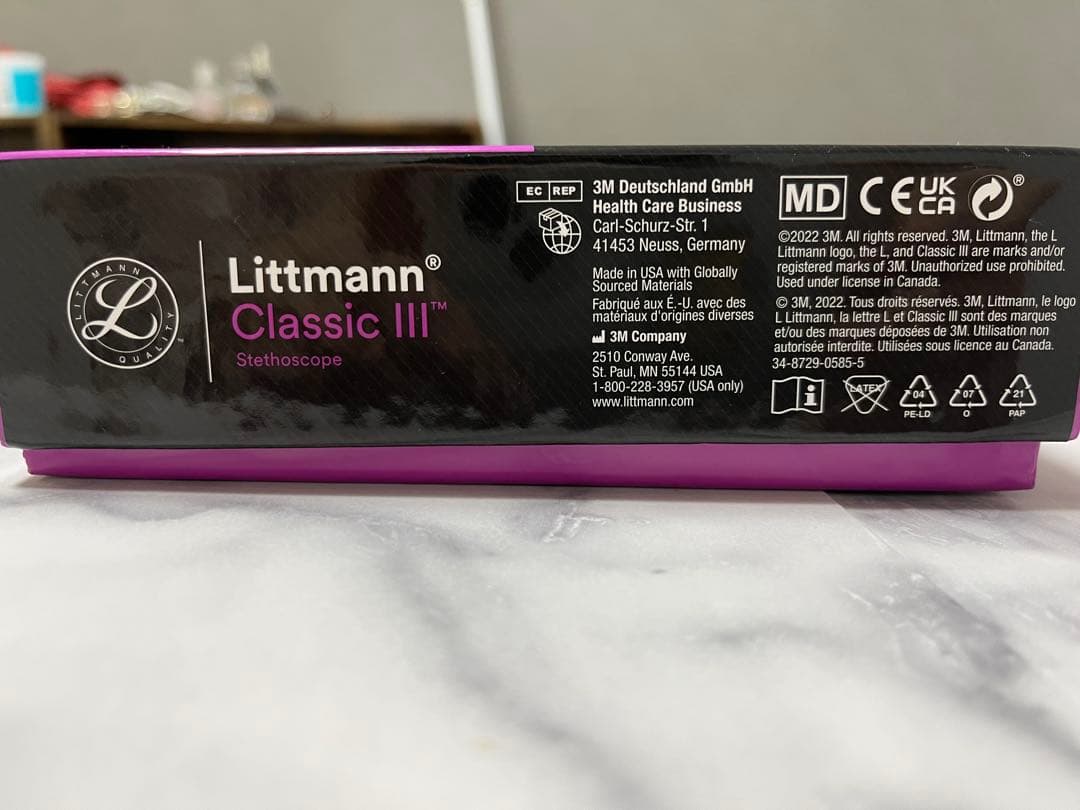 LITTMANN
L
QUALITY
Littmann®
Classic III™
Stethoscope
EC REP
3M Deutschland GmbH
Health Care Business
Carl-Schurz-Str. 1
41453 Neuss, Germany
Made in USA with Globally
Sourced Materials
Fabriqué aux É.-U. avec des
matériaux d'origines diverses
3M Company
2510 Conway Ave.
St. Paul, MN 55144 USA
1-800-228-3957 (USA only)
www.littmann.com
MD CE UK
CA ®
©2022 3M. All rights reserved. 3M, Littmann, the L
Littmann logo, the L, and Classic III are marks and/or
registered marks of 3M. Unauthorized use prohibited.
Used under license in Canada.
© 3M, 2022. Tous droits réservés. 3M, Littmann, le logo
L Littmann, la lettre L et Classic III sont des marques
et/ou des marques déposées de 3M. Utilisation non
autorisée interdite. Utilisées sous licence au Canada.
34-8729-0585-5
i LATEX 04 07 21
PE-LD O PAP